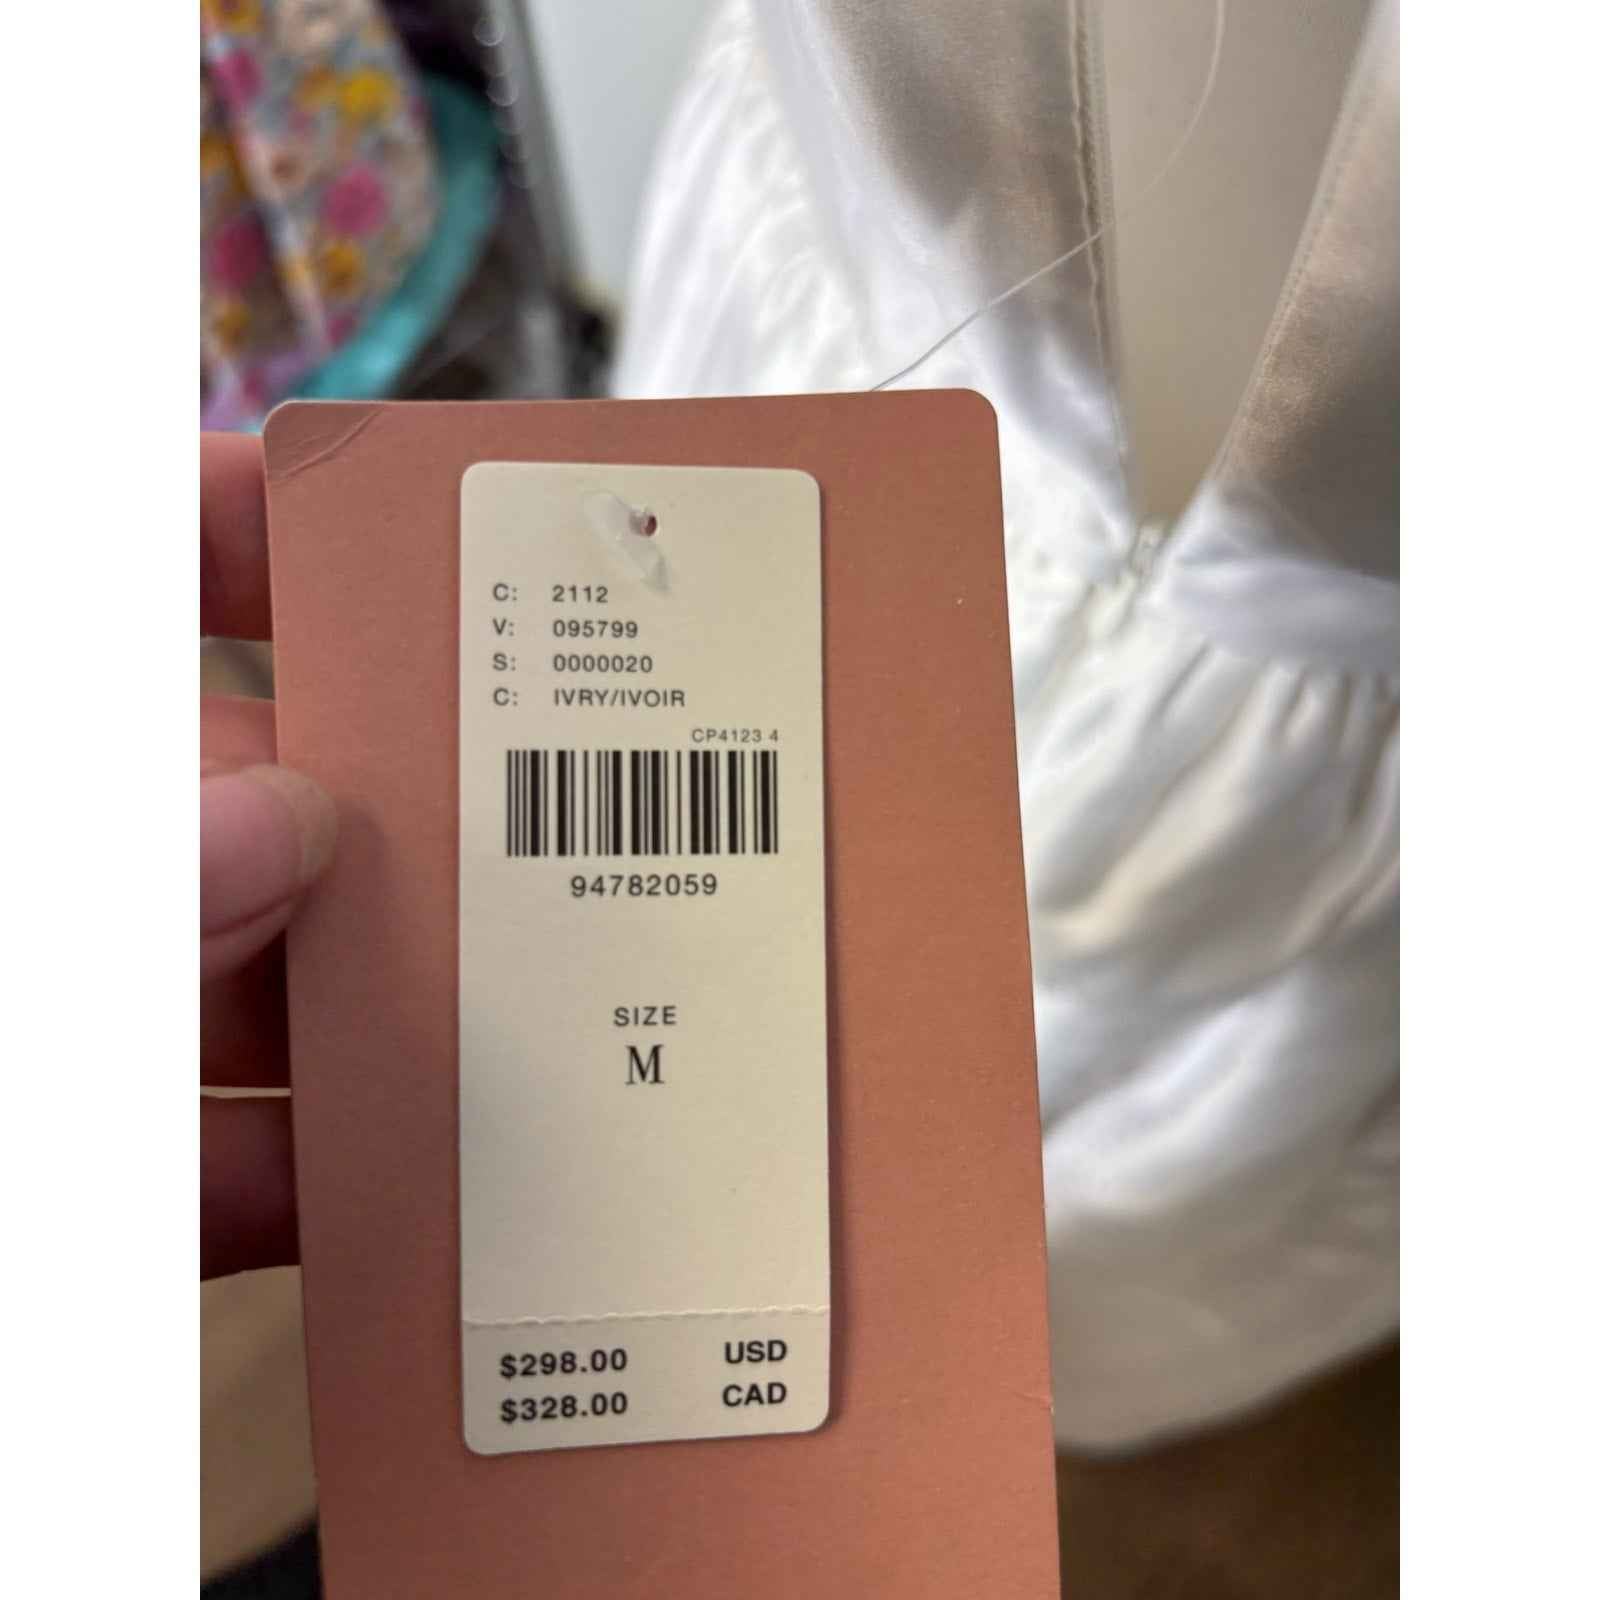 C: 2112
V: 095799
S: 0000020
C: IVRY/IVOIR
CP4123 4
94782059
SIZE
M
$298.00 USD
$328.00 CAD